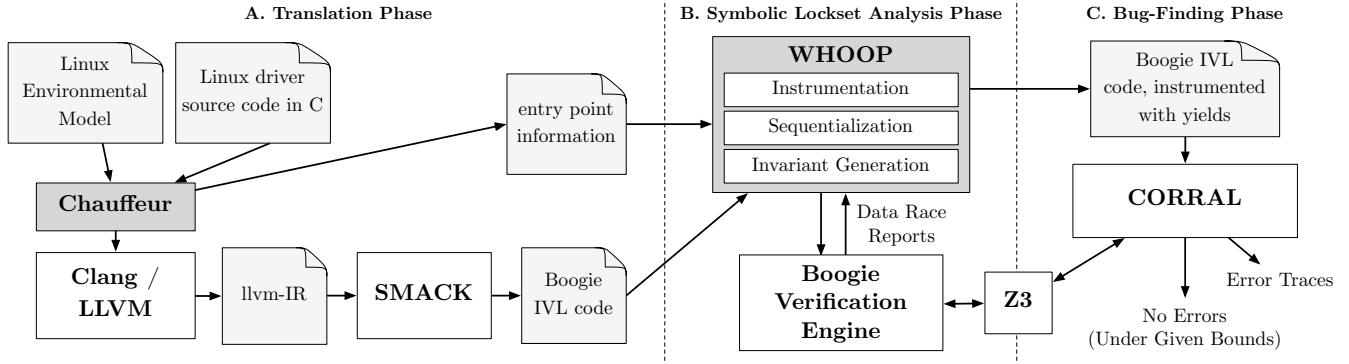 A. Translation Phase
B. Symbolic Lockset Analysis Phase
C. Bug-Finding Phase
Linux
Environmental
Model
Linux driver
source code in C
entry point
information
Chauffeur
Clang /
LLVM
llvm-IR
SMACK
Boogie
IVL code
WHOOP
Instrumentation
Sequentialization
Invariant Generation
Data Race
Reports
Boogie
Verification
Engine
Z3
Boogie IVL
code, instrumented
with yields
CORRAL
Error Traces
No Errors
(Under Given Bounds)